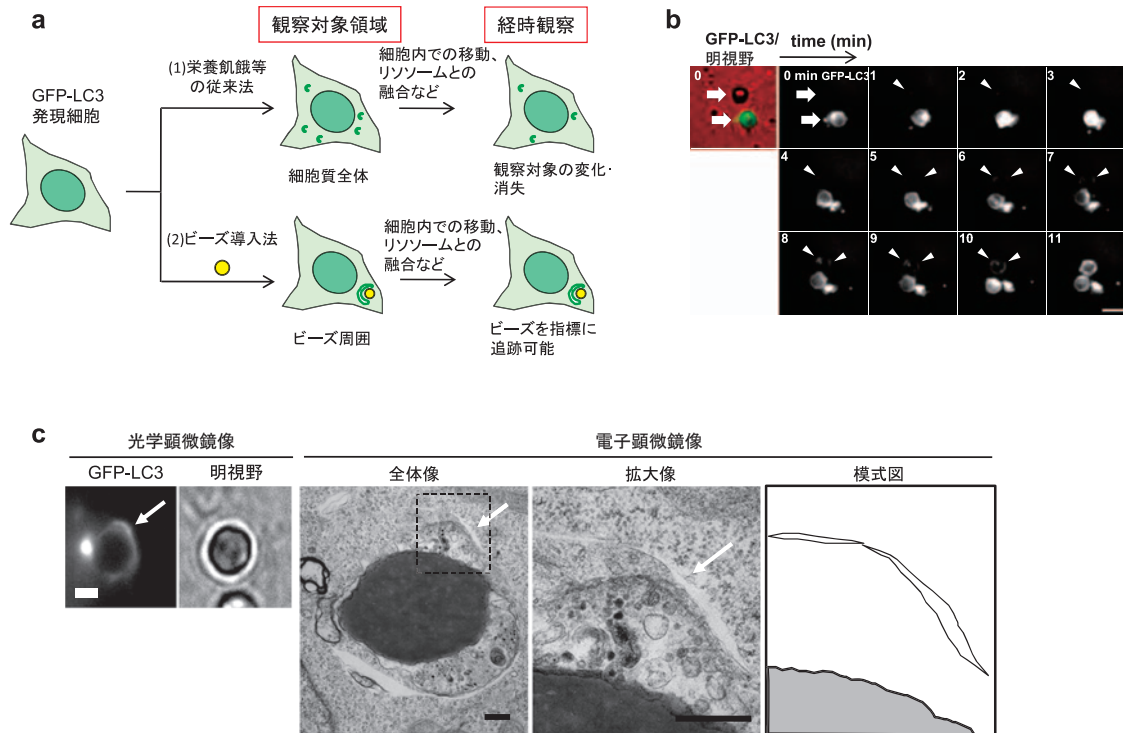 a
観察対象領域
経時観察
(1)栄養飢餓等
の従来法
細胞内での移動、
リソソームとの
融合など
GFP-LC3
発現細胞
細胞質全体
観察対象の変化・
消失
(2)ビーズ導入法
細胞内での移動、
リソソームとの
融合など
ビーズ周囲
ビーズを指標に
追跡可能
b
GFP-LC3/
明視野
time (min)
0
0 min GFP-LC3
1
2
3
4
5
6
7
8
9
10
11
c
光学顕微鏡像
電子顕微鏡像
GFP-LC3
明視野
全体像
拡大像
模式図